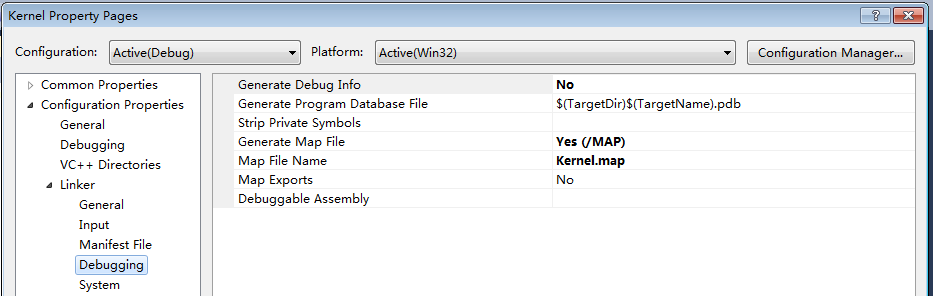 Kernel Property Pages
Configuration: Active(Debug) Platform: Active(Win32) Configuration Manager...
Common Properties
Configuration Properties
General
Debugging
VC++ Directories
Linker
General
Input
Manifest File
Debugging
System
Generate Debug Info No
Generate Program Database File $(TargetDir)$(TargetName).pdb
Strip Private Symbols
Generate Map File Yes (/MAP)
Map File Name Kernel.map
Map Exports No
Debuggable Assembly